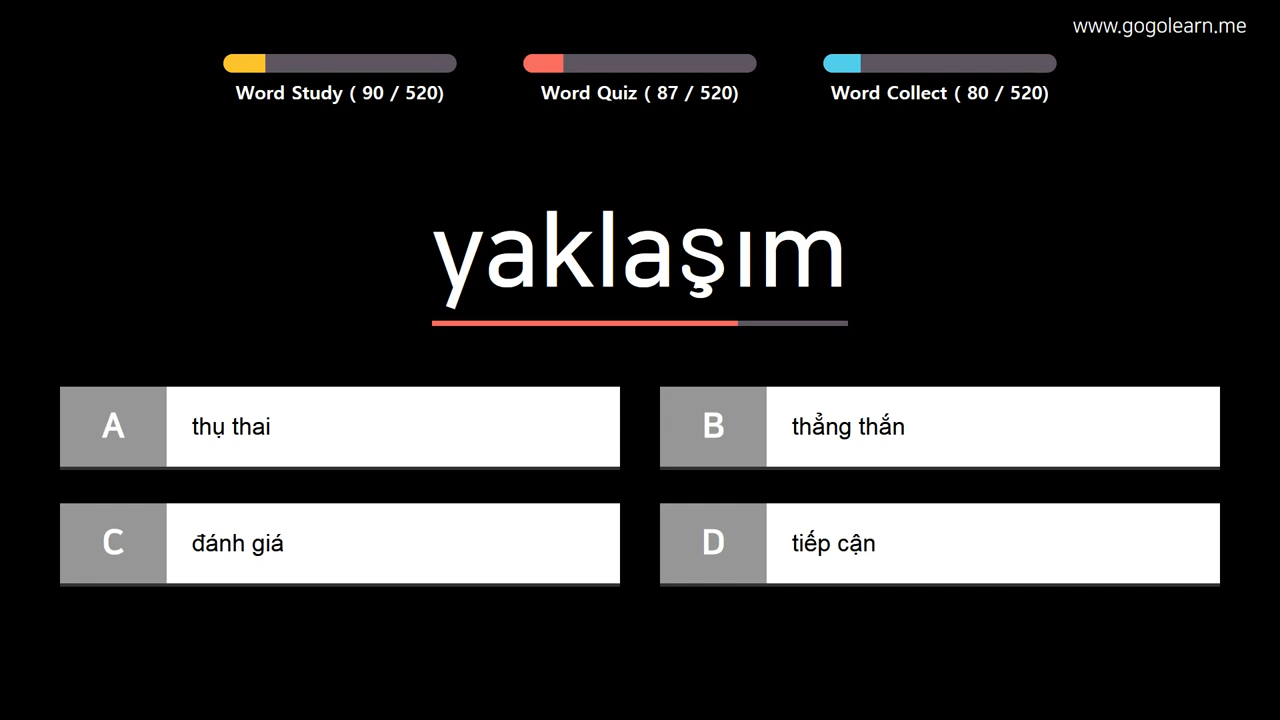 www.gogolearn.me
Word Study ( 90 / 520)
Word Quiz ( 87 / 520)
Word Collect ( 80 / 520)
yaklaşım
A thụ thai
B thẳng thắn
C đánh giá
D tiếp cận